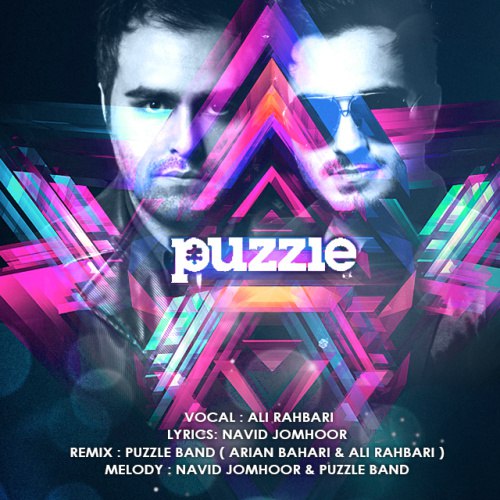 puzzle
VOCAL : ALI RAHBARI
LYRICS: NAVID JOMHOOR
REMIX : PUZZLE BAND ( ARIAN BAHARI & ALI RAHBARI )
MELODY : NAVID JOMHOOR & PUZZLE BAND